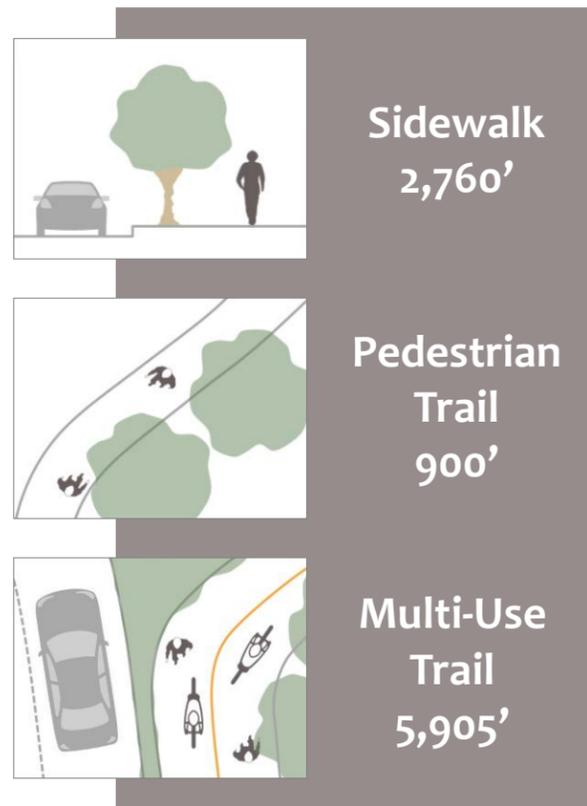 Sidewalk
2,760’
Pedestrian
Trail
900’
Multi-Use
Trail
5,905’